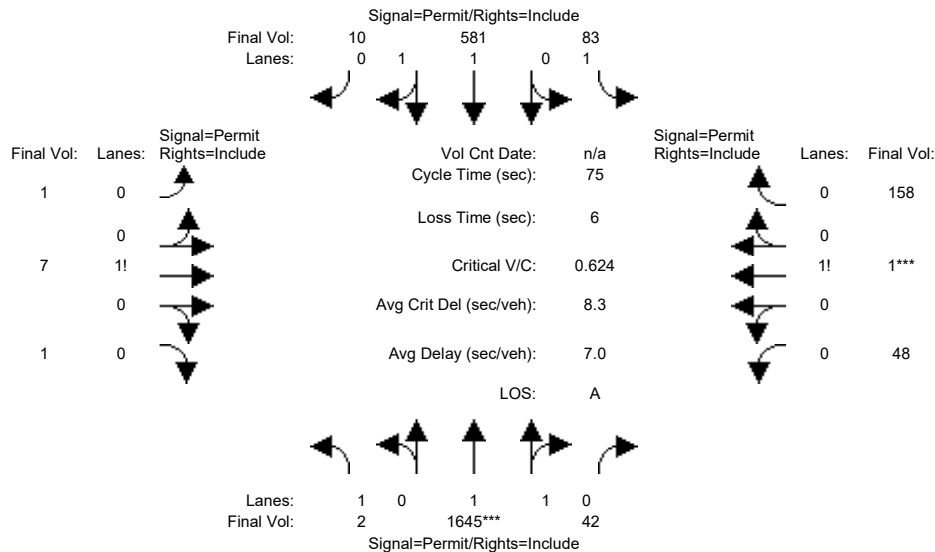 Signal=Permit/Rights=Include
Final Vol: 10 581 83
Lanes: 0 1 1 0 1
Signal=Permit
Final Vol: Lanes: Rights=Include
Vol Cnt Date: n/a
Signal=Permit
Rights=Include Lanes: Final Vol:
Cycle Time (sec): 75
1 0
0 158
Loss Time (sec): 6
0
0
7 1!
Critical V/C: 0.624
1! 1***
0
Avg Crit Del (sec/veh): 8.3
0
1 0
Avg Delay (sec/veh): 7.0
0 48
LOS: A
Lanes: 1 0 1 1 0
Final Vol: 2 1645*** 42
Signal=Permit/Rights=Include